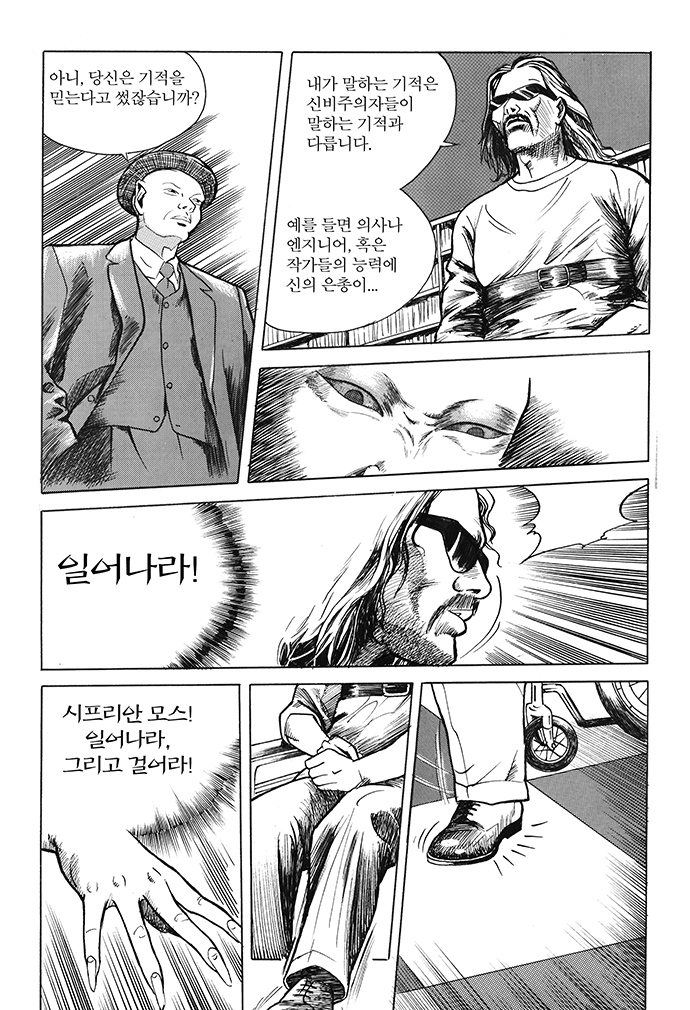 아니, 당신은 기적을
믿는다고 썼잖습니까?
내가 말하는 기적은
신비주의자들이
말하는 기적과
다릅니다.
예를 들면 의사나
엔지니어, 혹은
작가들의 능력에
신의 은총이...
일어나라!
시프리안 모스!
일어나라,
그리고 걸어라!